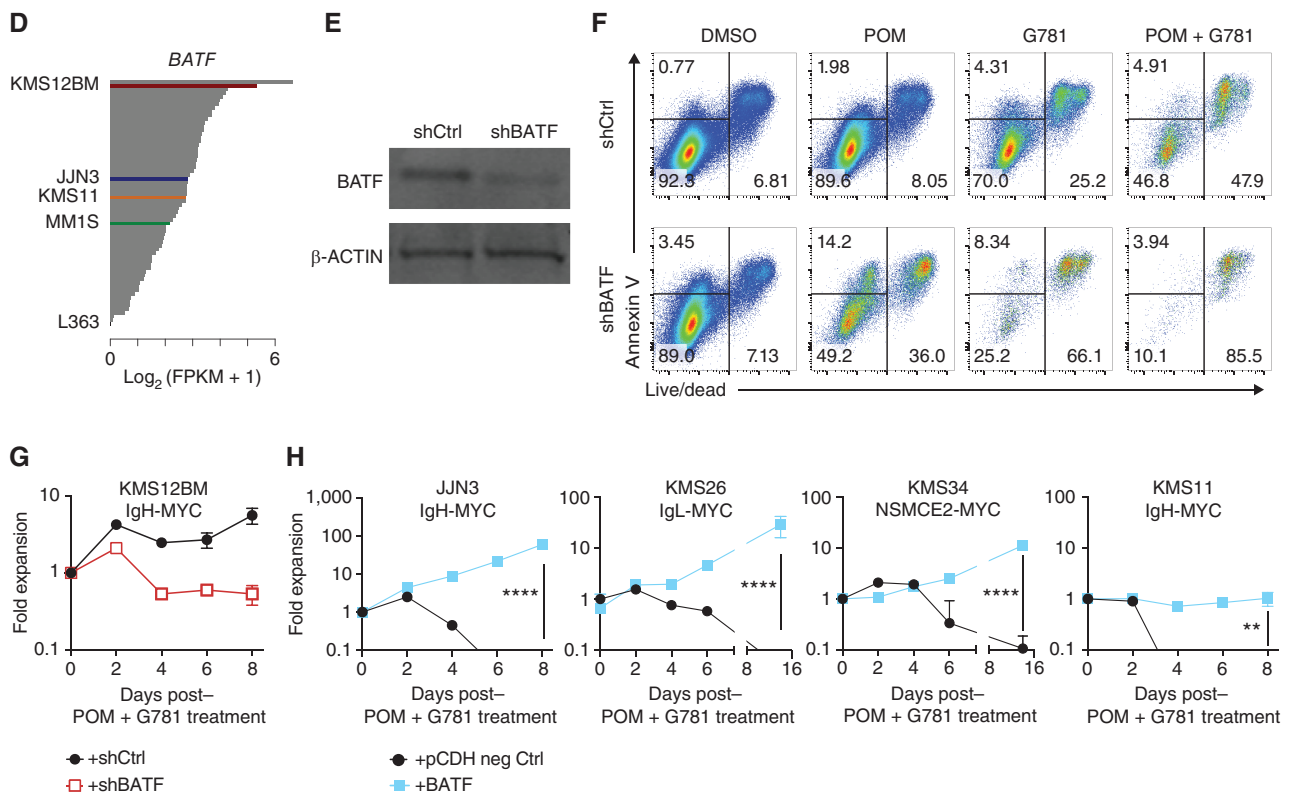 D
BATF
KMS12BM
JJN3
KMS11
MM1S
L363
0
6
Log2 (FPKM + 1)
E
shCtrl
shBATF
BATF
β-ACTIN
F
DMSO
POM
G781
POM + G781
shCtrl
0.77
1.98
4.31
4.91
92.3
6.81
89.6
8.05
70.0
25.2
46.8
47.9
shBATF
Annexin V
3.45
14.2
8.34
3.94
89.0
7.13
49.2
36.0
25.2
66.1
10.1
85.5
Live/dead
G
KMS12BM
IgH-MYC
Fold expansion
10
1
0.1
0
2
4
6
8
Days post–
POM + G781 treatment
+shCtrl
+shBATF
H
JJN3
IgH-MYC
Fold expansion
1,000
100
10
1
0.1
****
0
2
4
6
8
Days post–
POM + G781 treatment
KMS26
IgL-MYC
100
10
1
0.1
****
0
2
4
6
8
16
Days post–
POM + G781 treatment
KMS34
NSMCE2-MYC
100
10
1
0.1
****
0
2
4
6
8
16
Days post–
POM + G781 treatment
KMS11
IgH-MYC
100
10
1
0.1
**
0
2
4
6
8
Days post–
POM + G781 treatment
+pCDH neg Ctrl
+BATF